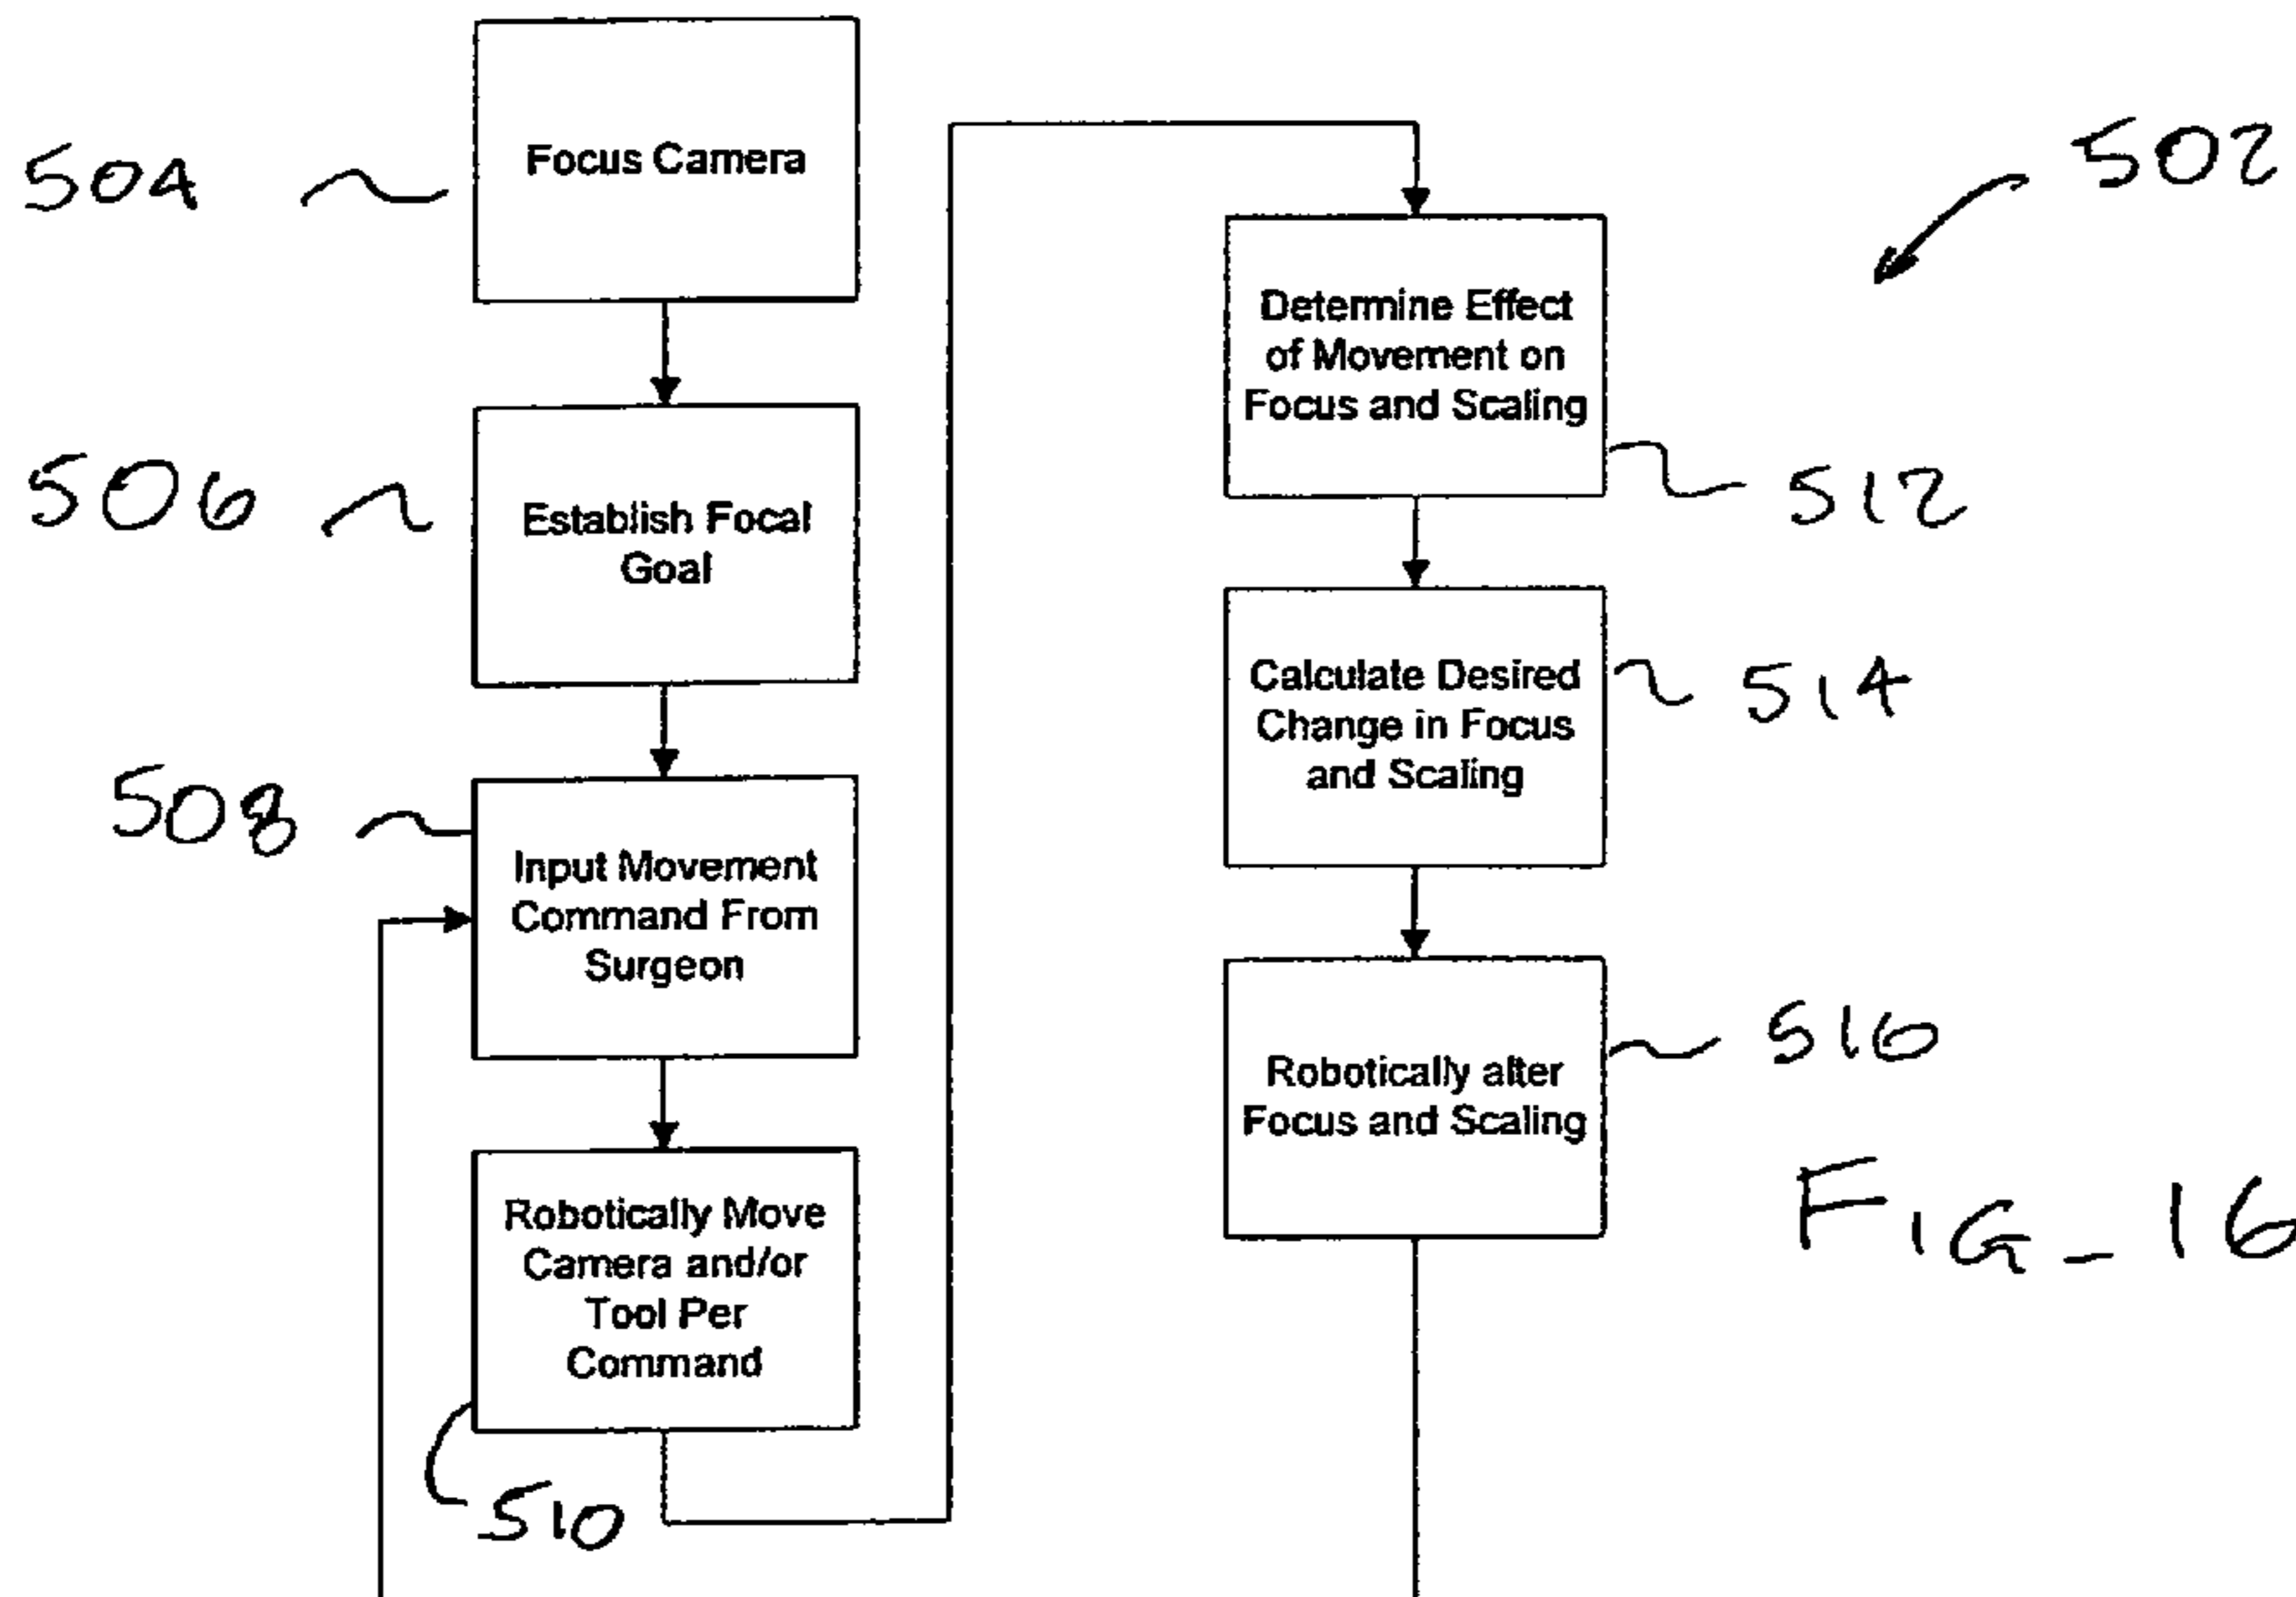 504
Focus Camera
506
Establish Focal
Goal
508
Input Movement
Command From
Surgeon
Robotically Move
Camera and/or
Tool Per
Command
510
502
Determine Effect
of Movement on
Focus and Scaling
512
Calculate Desired
Change in Focus
and Scaling
514
Robotically alter
Focus and Scaling
516
FIG_16